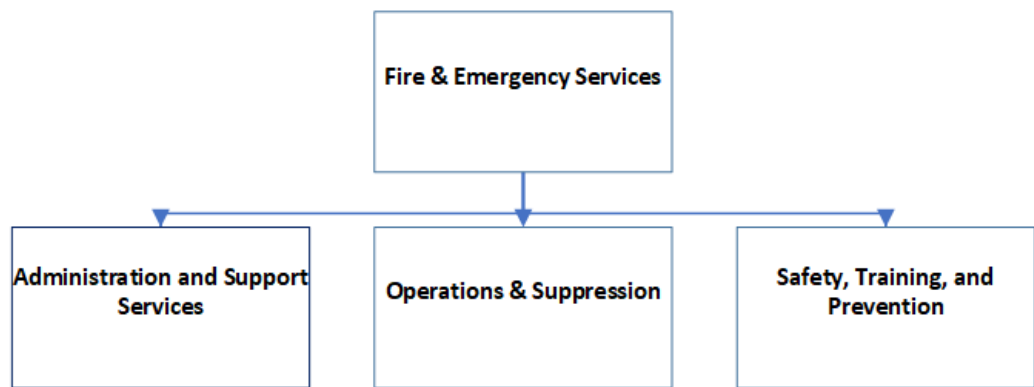 Fire & Emergency Services
Administration and Support
Services
Operations & Suppression
Safety, Training, and
Prevention